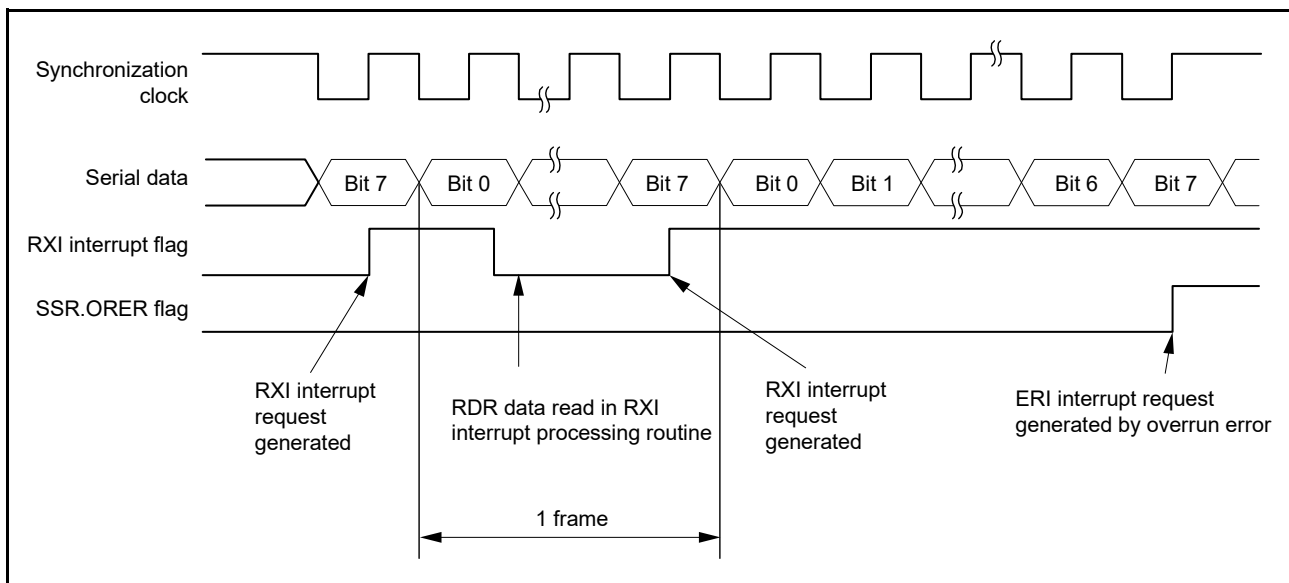 Synchronization
clock
Serial data
Bit 7
Bit 0
Bit 7
Bit 0
Bit 1
Bit 6
Bit 7
RXI interrupt flag
SSR.ORER flag
RXI interrupt
request
generated
RDR data read in RXI
interrupt processing routine
RXI interrupt
request
generated
ERI interrupt request
generated by overrun error
1 frame